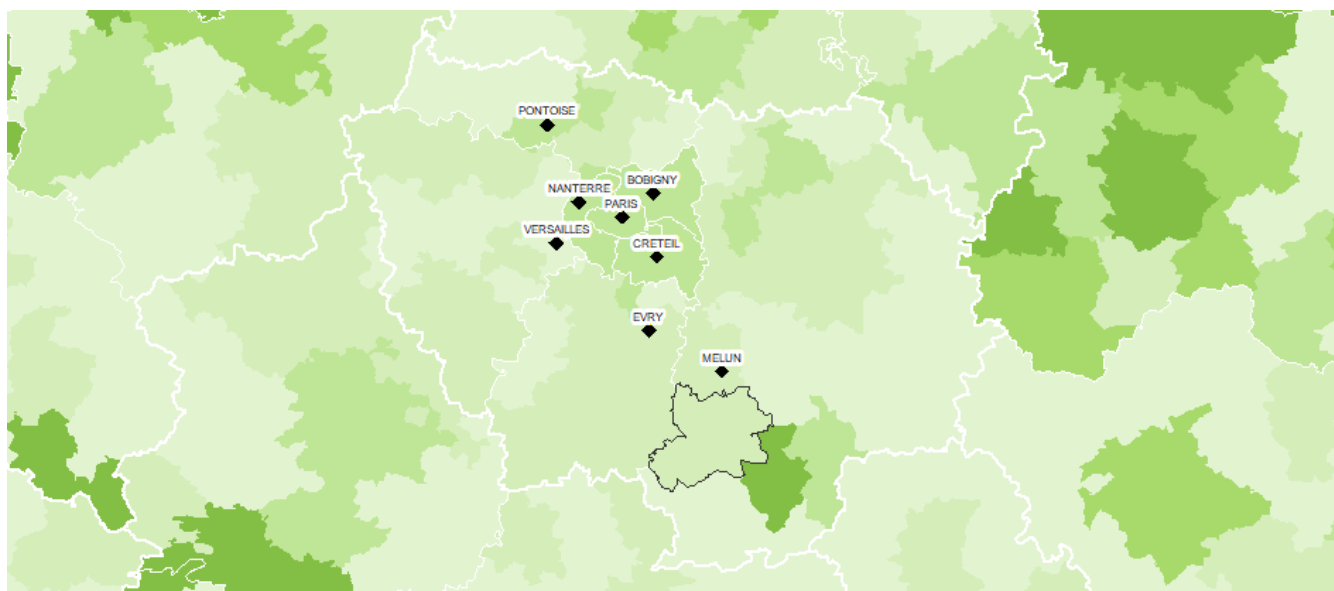 PONTOISE
BOBIGNY
NANTERRE
PARIS
VERSAILLES
CRETEIL
EVRY
MELUN